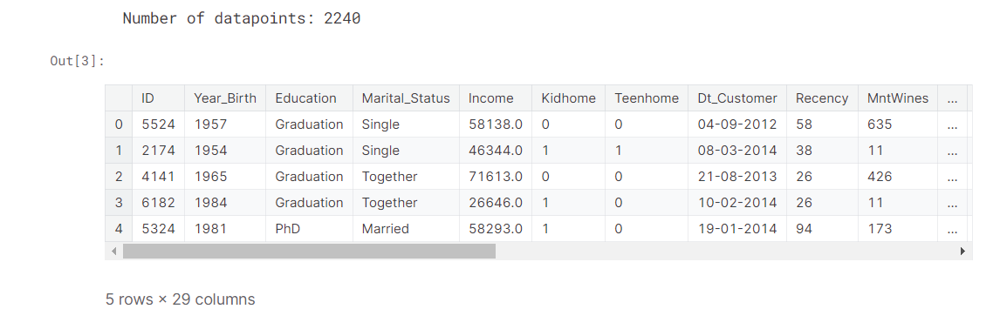 Number of datapoints: 2240
Out[3]:
ID Year_Birth Education Marital_Status Income Kidhome Teenhome Dt_Customer Recency MntWines ...
0 5524 1957 Graduation Single 58138.0 0 0 04-09-2012 58 635 ...
1 2174 1954 Graduation Single 46344.0 1 1 08-03-2014 38 11 ...
2 4141 1965 Graduation Together 71613.0 0 0 21-08-2013 26 426 ...
3 6182 1984 Graduation Together 26646.0 1 0 10-02-2014 26 11 ...
4 5324 1981 PhD Married 58293.0 1 0 19-01-2014 94 173 ...
5 rows × 29 columns